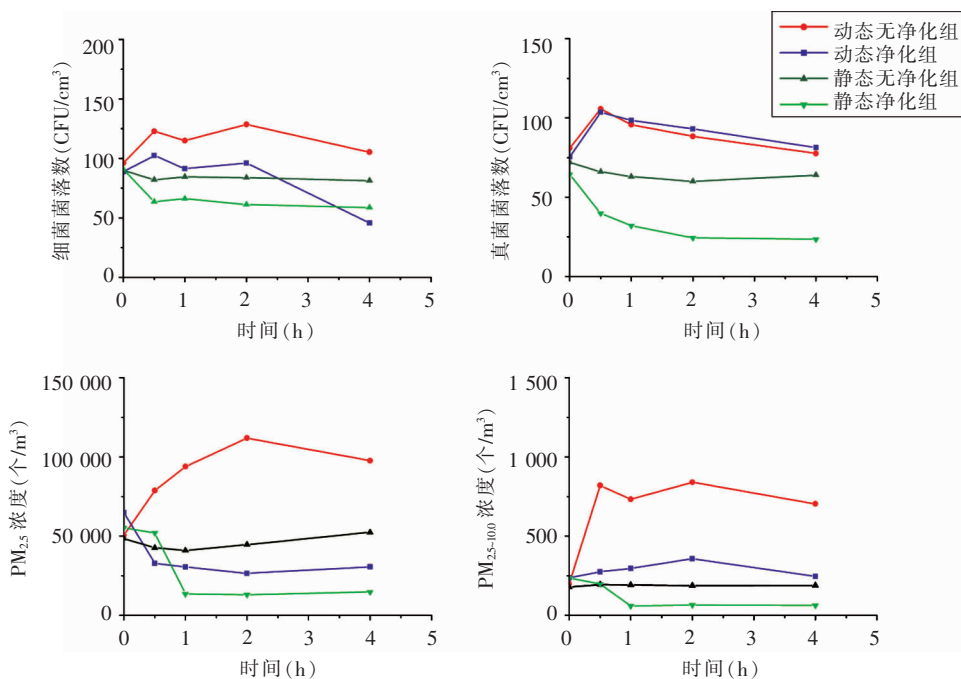 动态无净化组
动态净化组
静态无净化组
静态净化组
细菌菌落数(CFU/cm³)
200
150
100
50
0
0 1 2 3 4 5
时间(h)
真菌菌落数(CFU/cm³)
150
100
50
0
0 1 2 3 4 5
时间(h)
PM2.5 浓度(个/m³)
150 000
100 000
50 000
0
0 1 2 3 4 5
时间(h)
PM2.5~10.0 浓度(个/m³)
1 500
1 000
500
0
0 1 2 3 4 5
时间(h)